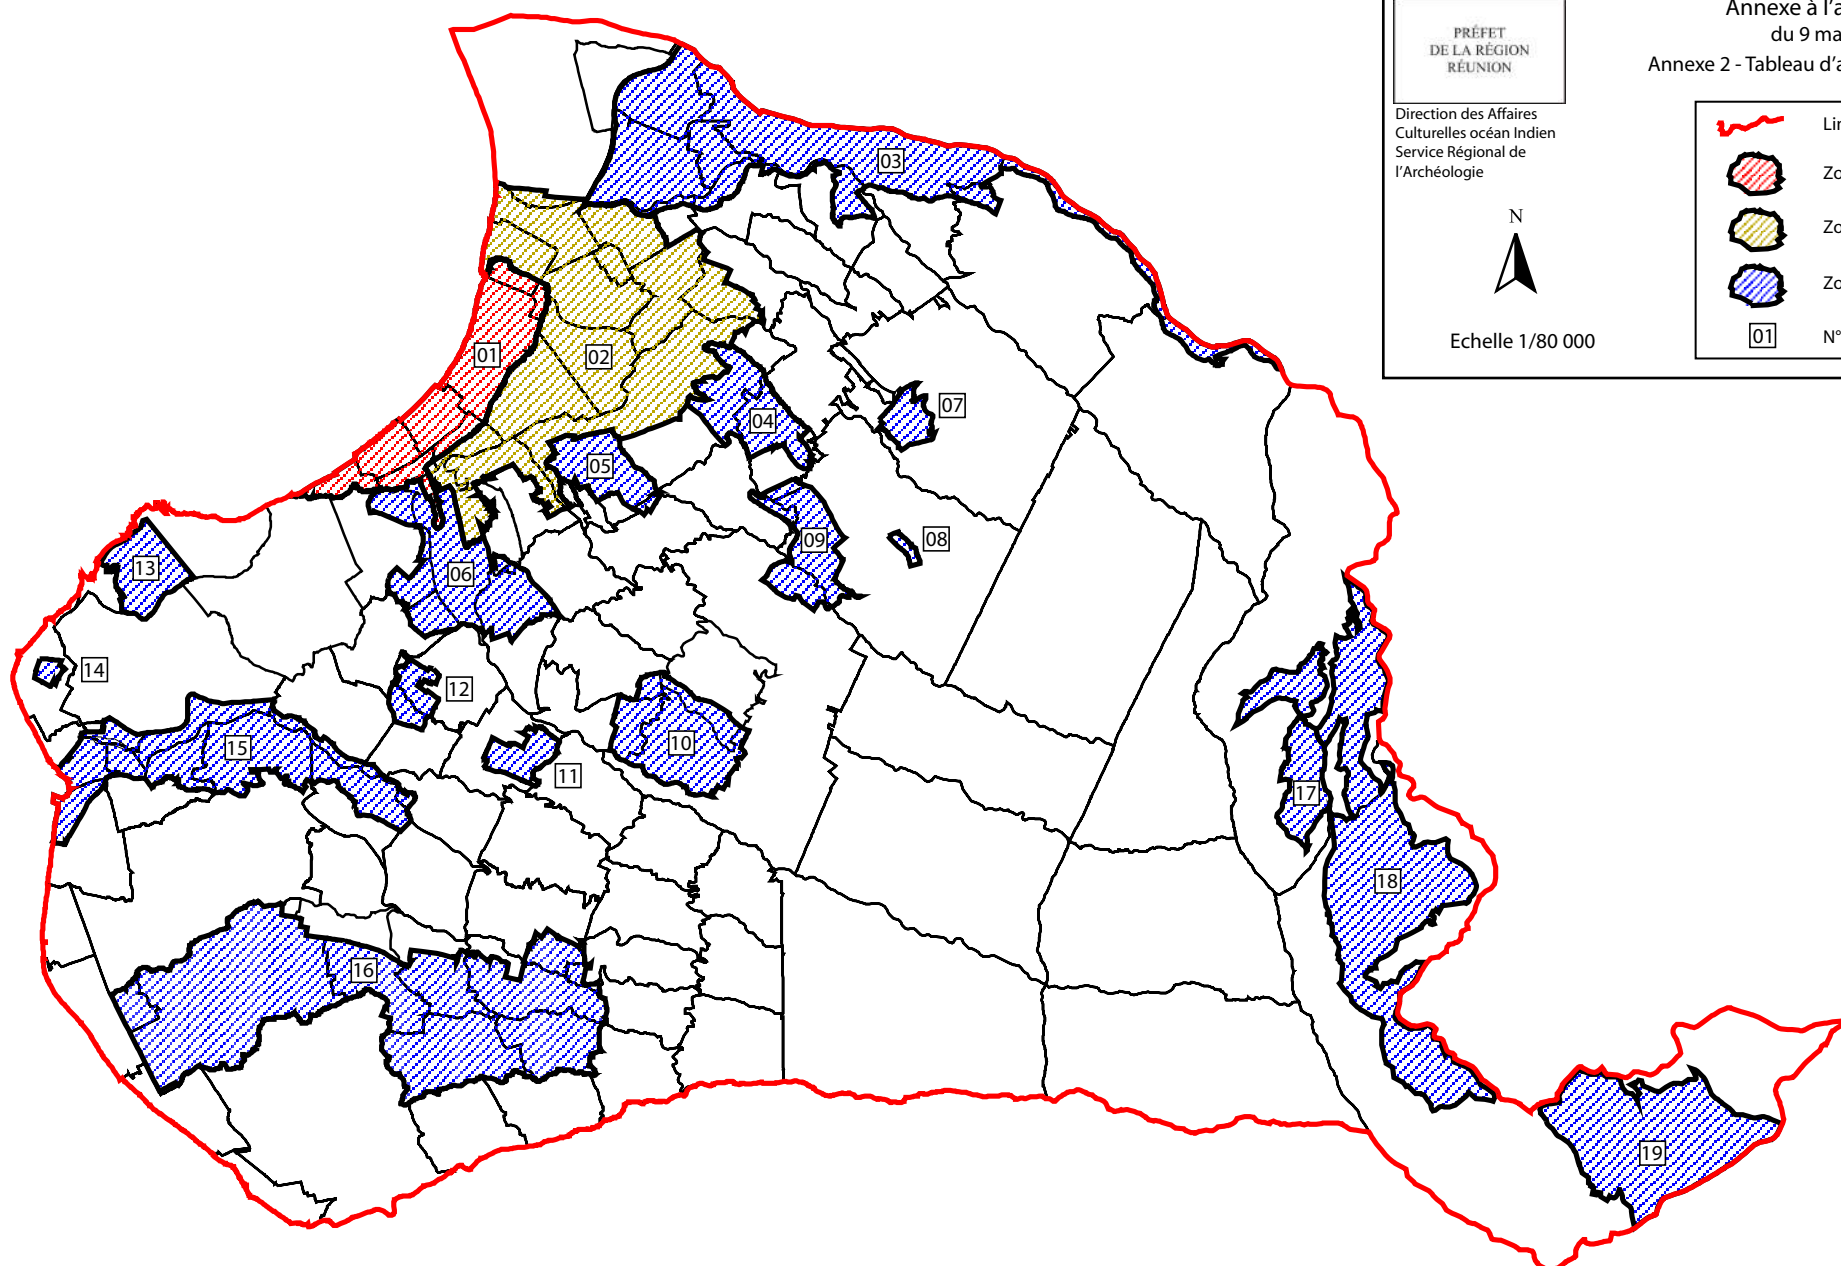 PRÉFET
DE LA RÉGION
RÉUNION
Annexe à l'a
du 9 ma
Annexe 2 - Tableau d'a
Direction des Affaires
Culturelles océan Indien
Service Régional de
l'Archéologie
N
Echelle 1/80 000
Lin
Zo
Zo
Zo
01 N°
03
01
02
07
04
05
08
09
13
06
14
12
15
10
11
17
18
16
19